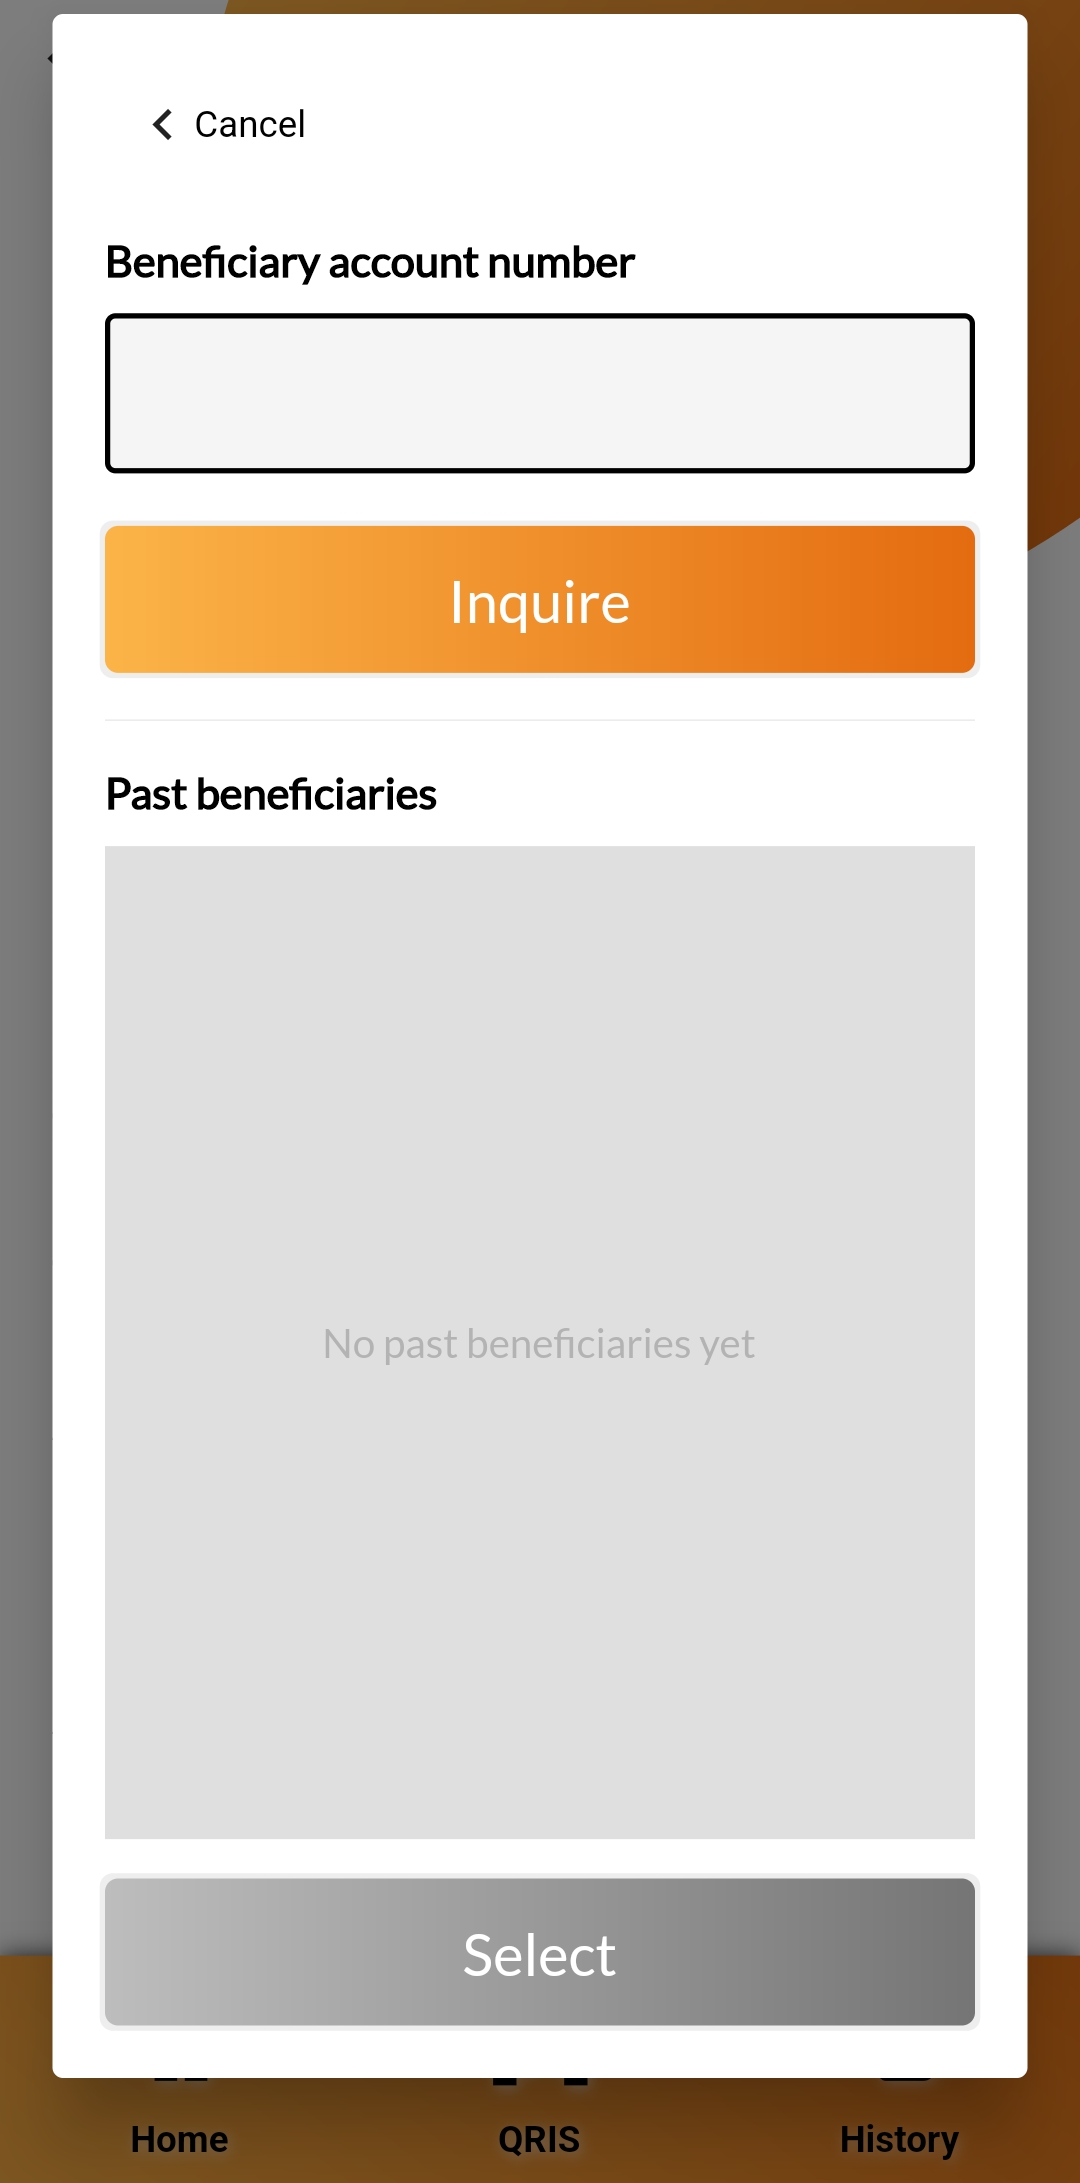 Cancel
Beneficiary account number
Inquire
Past beneficiaries
No past beneficiaries yet
Select
Home
QRIS
History